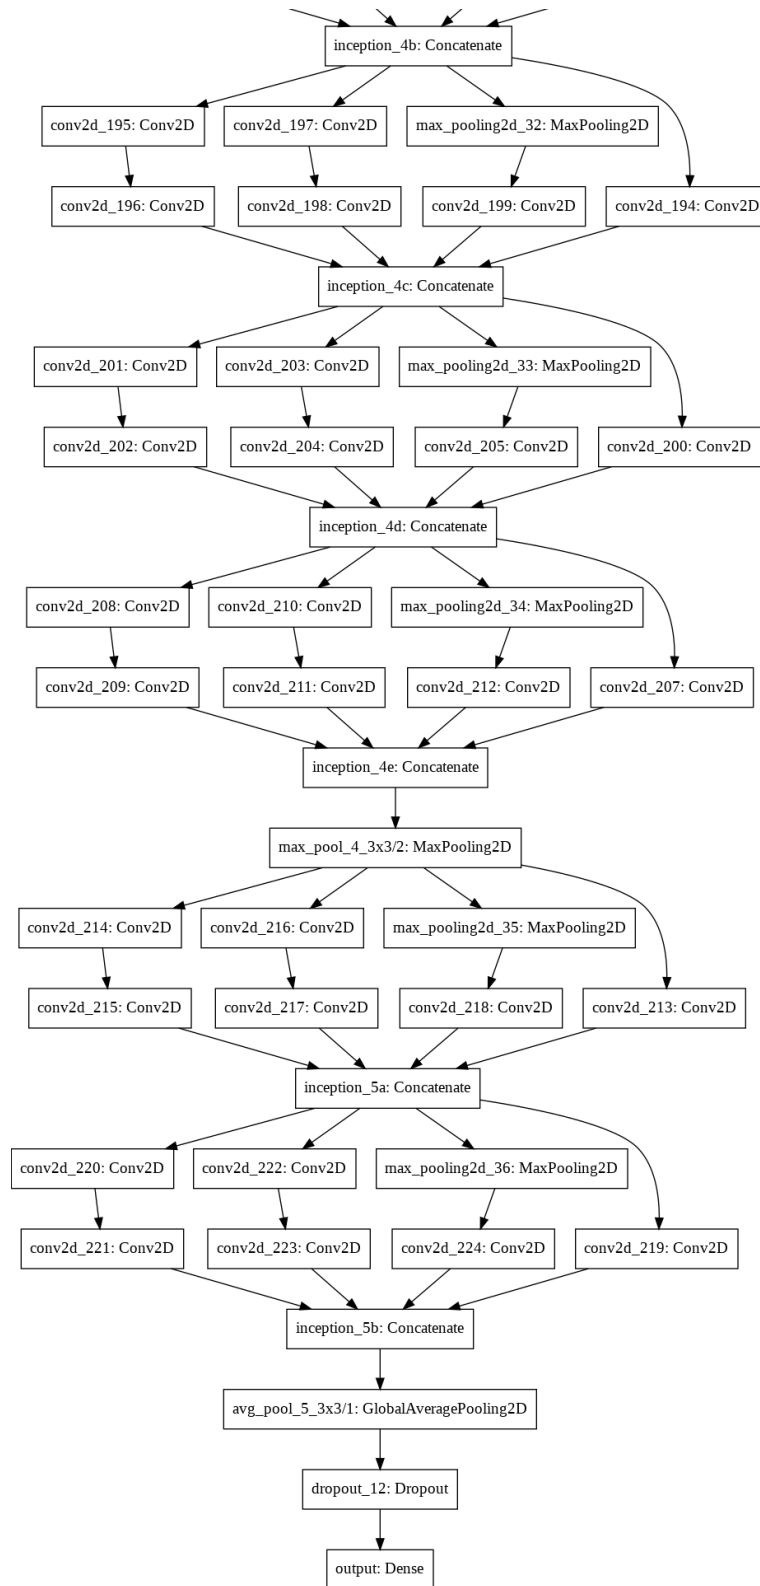 inception_4b: Concatenate
conv2d_195: Conv2D
conv2d_197: Conv2D
max_pooling2d_32: MaxPooling2D
conv2d_196: Conv2D
conv2d_198: Conv2D
conv2d_199: Conv2D
conv2d_194: Conv2D
inception_4c: Concatenate
conv2d_201: Conv2D
conv2d_203: Conv2D
max_pooling2d_33: MaxPooling2D
conv2d_202: Conv2D
conv2d_204: Conv2D
conv2d_205: Conv2D
conv2d_200: Conv2D
inception_4d: Concatenate
conv2d_208: Conv2D
conv2d_210: Conv2D
max_pooling2d_34: MaxPooling2D
conv2d_209: Conv2D
conv2d_211: Conv2D
conv2d_212: Conv2D
conv2d_207: Conv2D
inception_4e: Concatenate
max_pool_4_3x3/2: MaxPooling2D
conv2d_214: Conv2D
conv2d_216: Conv2D
max_pooling2d_35: MaxPooling2D
conv2d_215: Conv2D
conv2d_217: Conv2D
conv2d_218: Conv2D
conv2d_213: Conv2D
inception_5a: Concatenate
conv2d_220: Conv2D
conv2d_222: Conv2D
max_pooling2d_36: MaxPooling2D
conv2d_221: Conv2D
conv2d_223: Conv2D
conv2d_224: Conv2D
conv2d_219: Conv2D
inception_5b: Concatenate
avg_pool_5_3x3/1: GlobalAveragePooling2D
dropout_12: Dropout
output: Dense